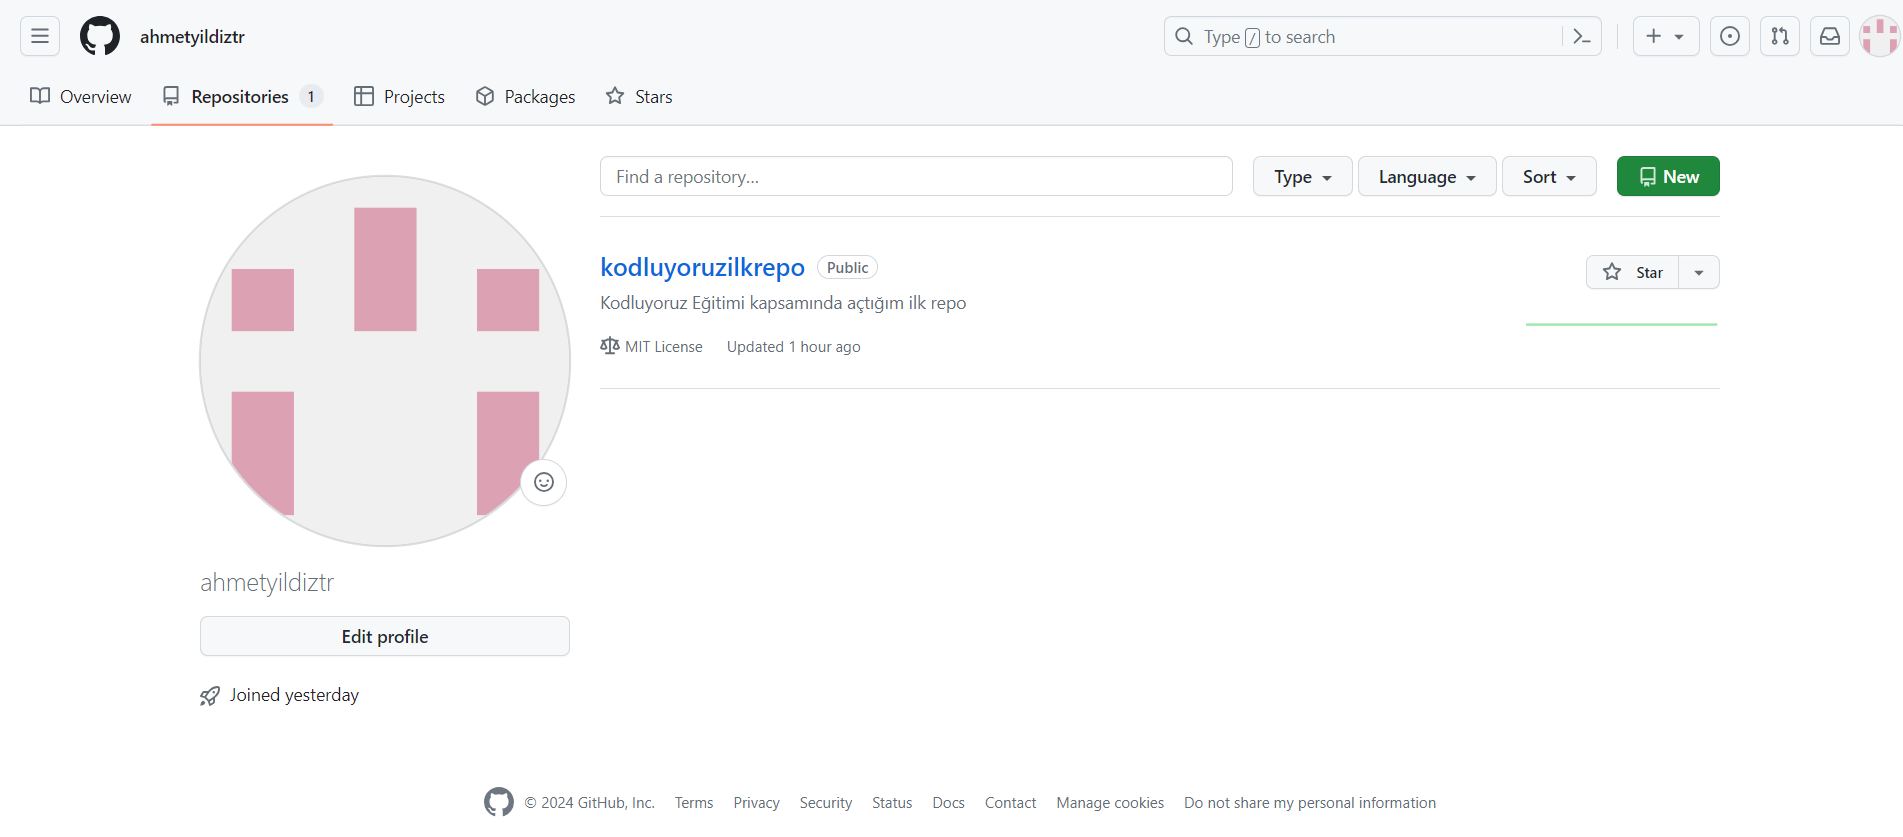 ahmetyildiztr
Type / to search
Overview Repositories 1 Projects Packages Stars
Find a repository...
Type Language Sort New
kodluyoruzilkrepo Public
Star
Kodluyoruz Eğitimi kapsamında açtığım ilk repo
MIT License Updated 1 hour ago
ahmetyildiztr
Edit profile
Joined yesterday
© 2024 GitHub, Inc. Terms Privacy Security Status Docs Contact Manage cookies Do not share my personal information